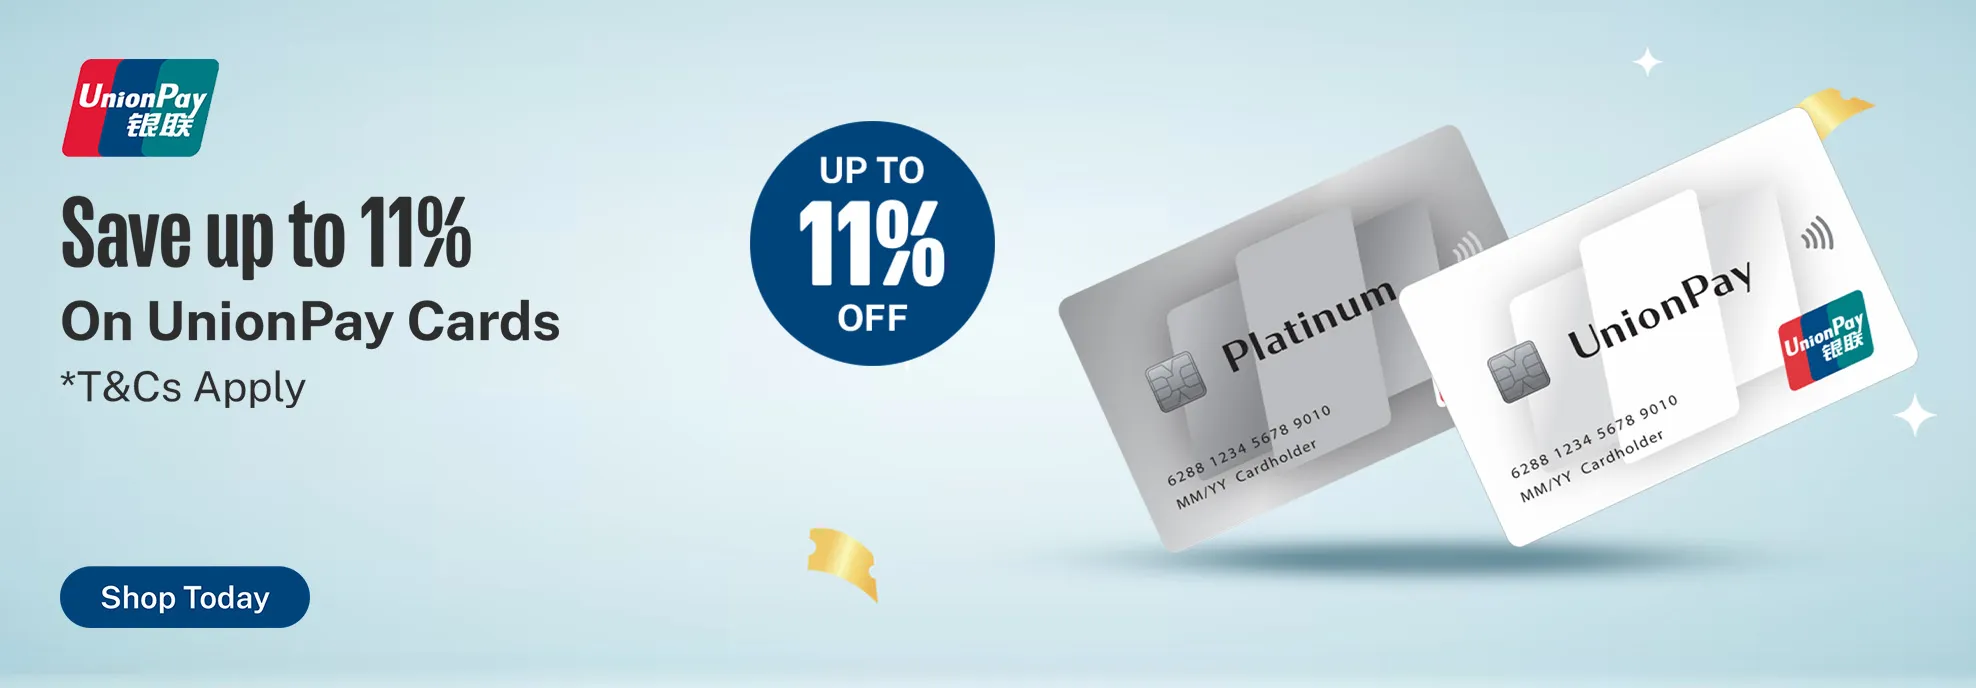 UnionPay
银联
Save up to 11%
On UnionPay Cards
*T&Cs Apply
Shop Today
UP TO
11%
OFF
Platinum
6288 1234 5678 9010
MM/YY Cardholder
UnionPay
UnionPay
银联
6288 1234 5678 9010
MM/YY Cardholder